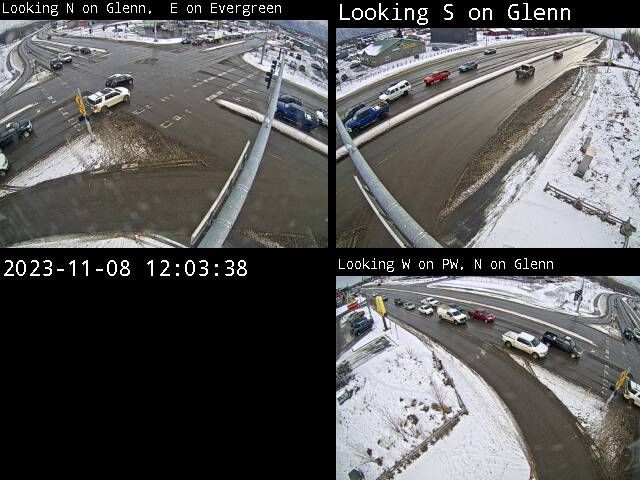 Looking N on Glenn, E on Evergreen
Looking S on Glenn
2023-11-08 12:03:38
Looking W on PW, N on Glenn